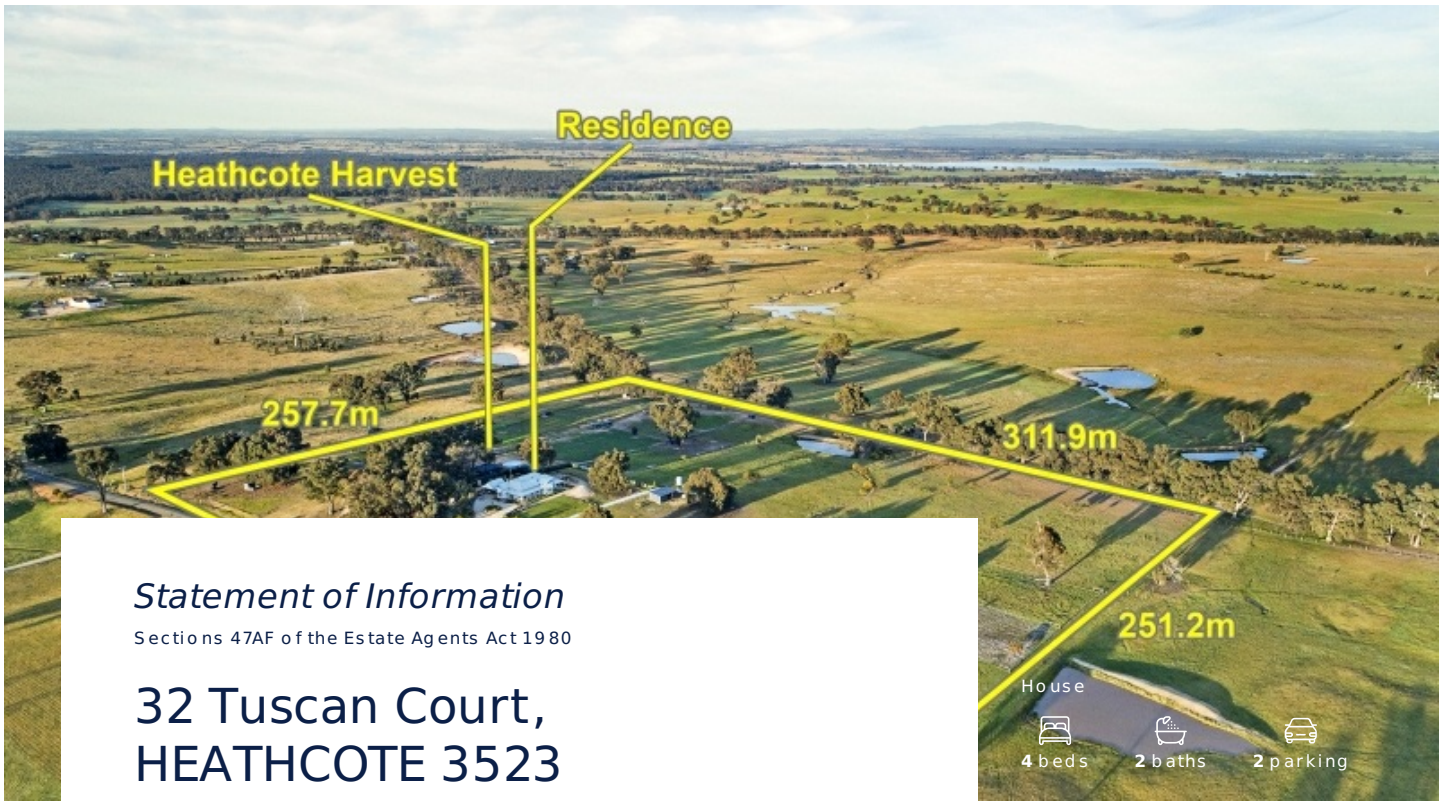 Residence
Heathcote Harvest
257.7m
311.9m
251.2m
Statement of Information
Sections 47AF of the Estate Agents Act 1980
32 Tuscan Court,
HEATHCOTE 3523
House
4 beds 2 baths 2 parking